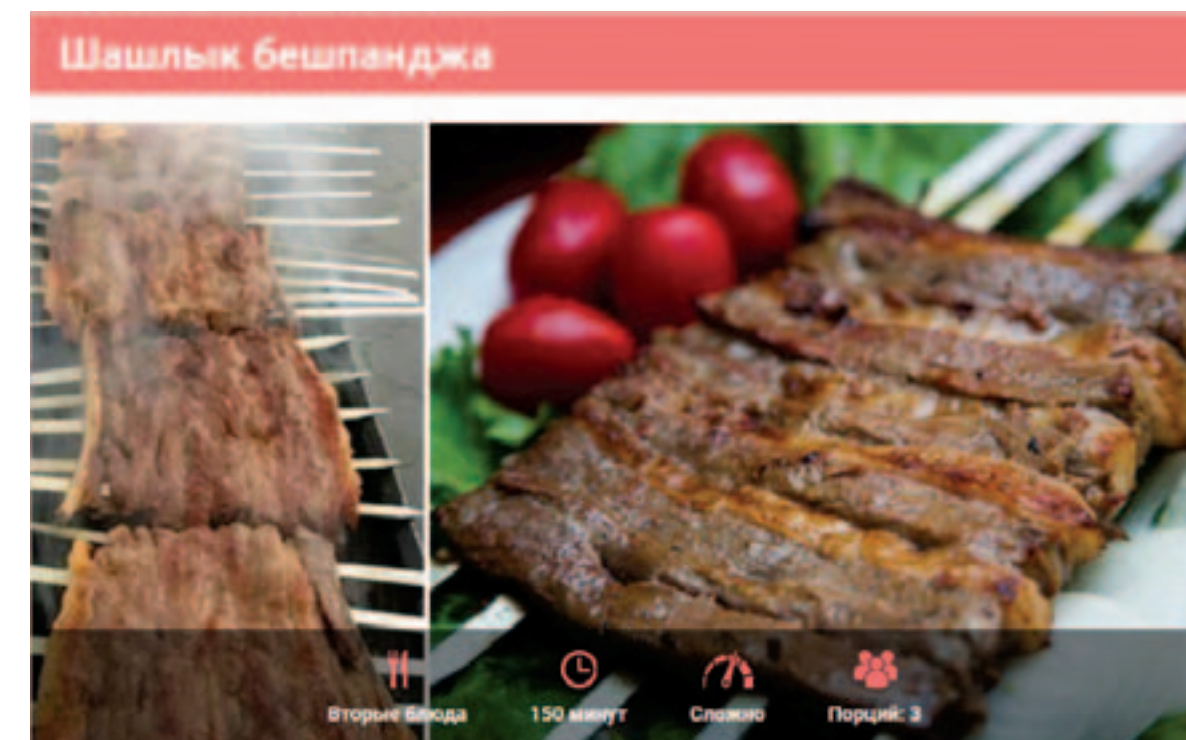 Шашлык бешпанджа
Вторые блюда
150 минут
Сложно
Порций: 3